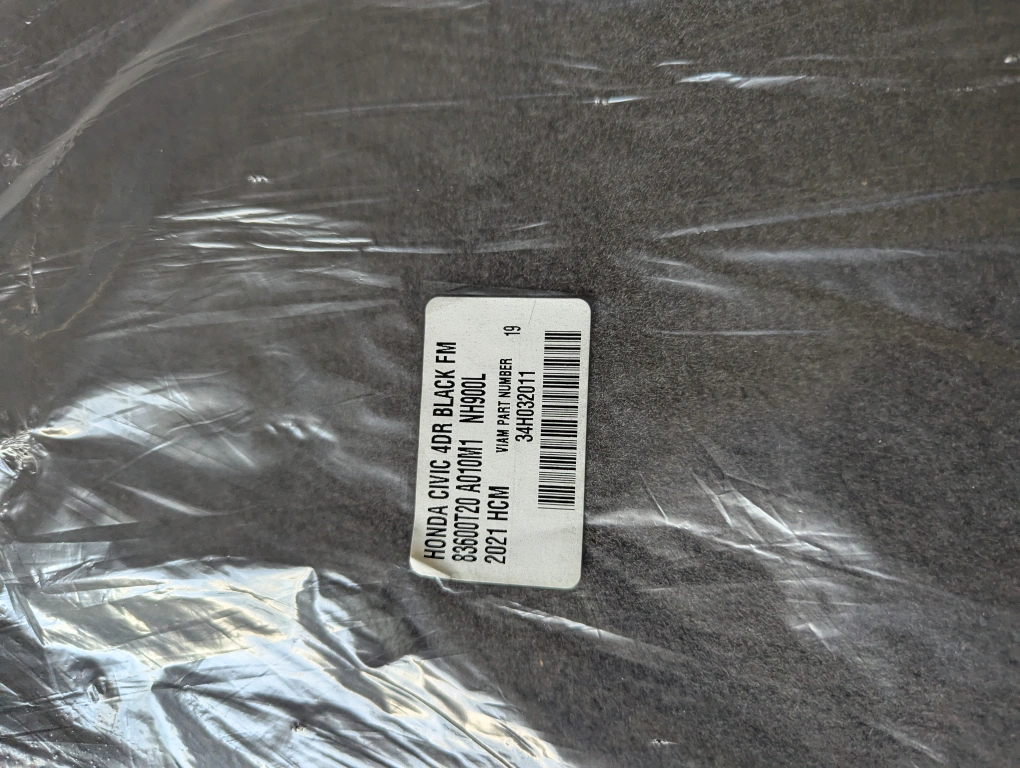 HONDA CIVIC 4DR BLACK FM
83600T20 A010M1 NH900L
2021 HCM
VIAM PART NUMBER 19
34H032011